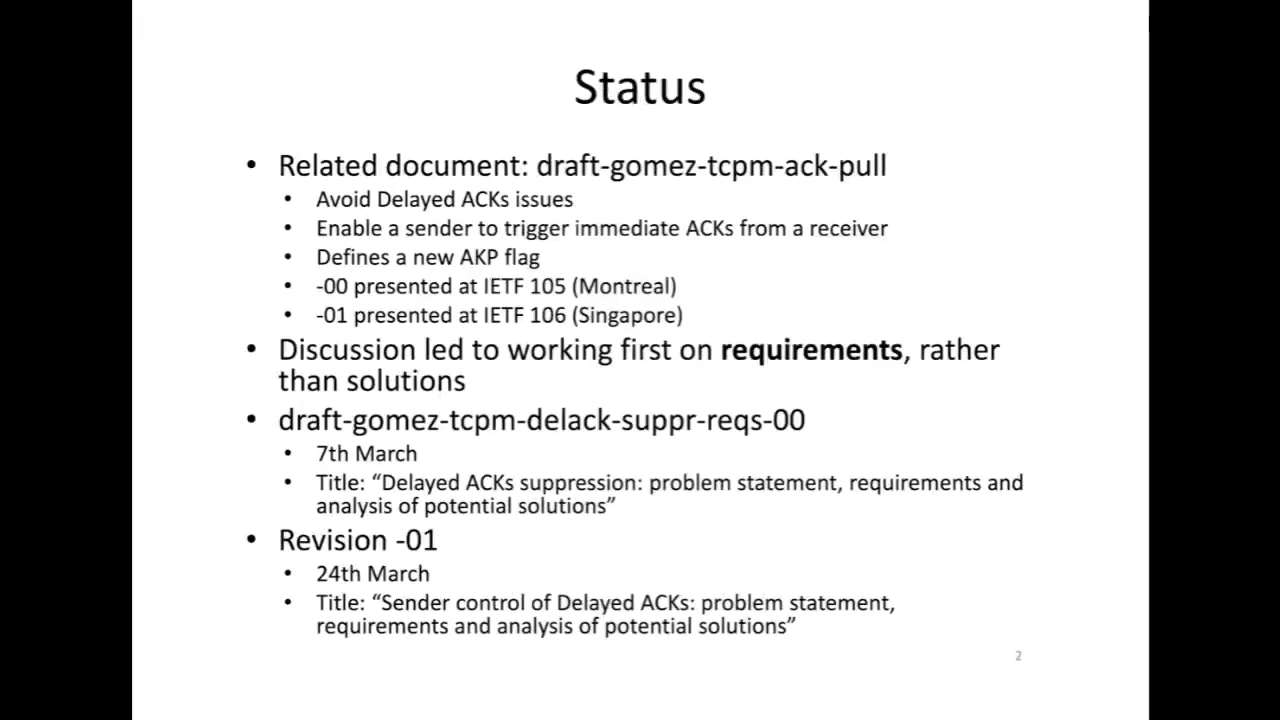 Status
• Related document: draft-gomez-tcpm-ack-pull
• Avoid Delayed ACKs issues
• Enable a sender to trigger immediate ACKs from a receiver
• Defines a new AKP flag
• -00 presented at IETF 105 (Montreal)
• -01 presented at IETF 106 (Singapore)
• Discussion led to working first on requirements, rather
than solutions
• draft-gomez-tcpm-delack-suppr-reqs-00
• 7th March
• Title: “Delayed ACKs suppression: problem statement, requirements and
analysis of potential solutions”
• Revision -01
• 24th March
• Title: “Sender control of Delayed ACKs: problem statement,
requirements and analysis of potential solutions”
2